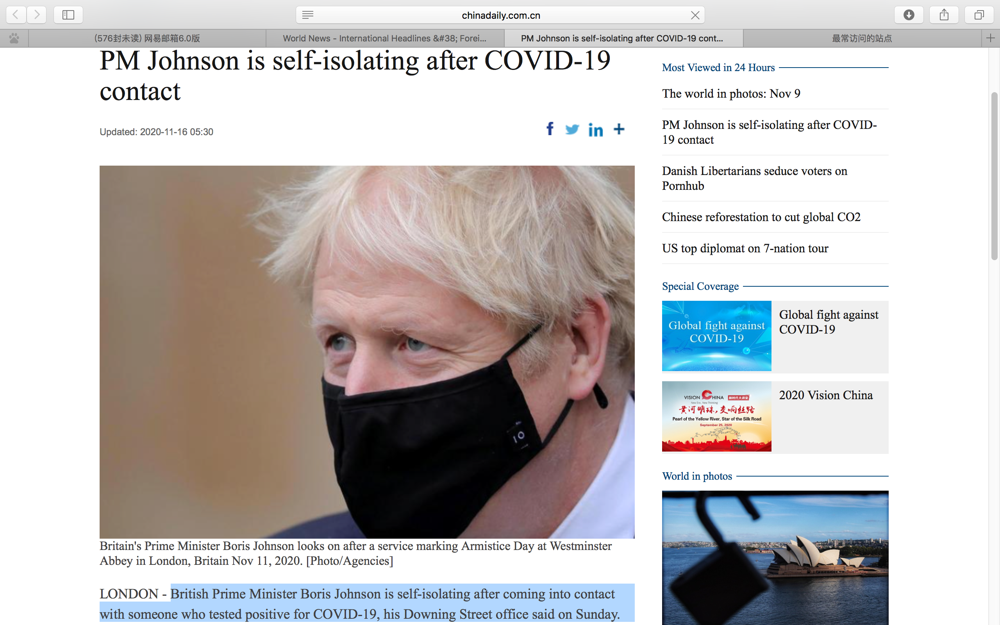 chinadaily.com.cn
(576封未读) 网易邮箱6.0版
World News - International Headlines &#38; Forei...
PM Johnson is self-isolating after COVID-19 cont...
最常访问的站点
PM Johnson is self-isolating after COVID-19
contact
Updated: 2020-11-16 05:30
Britain's Prime Minister Boris Johnson looks on after a service marking Armistice Day at Westminster
Abbey in London, Britain Nov 11, 2020. [Photo/Agencies]
LONDON - British Prime Minister Boris Johnson is self-isolating after coming into contact
with someone who tested positive for COVID-19, his Downing Street office said on Sunday.
10
Most Viewed in 24 Hours
The world in photos: Nov 9
PM Johnson is self-isolating after COVID-
19 contact
Danish Libertarians seduce voters on
Pornhub
Chinese reforestation to cut global CO2
US top diplomat on 7-nation tour
Special Coverage
Global fight against
COVID-19
Global fight against
COVID-19
VISION CHINA 新时代大讲堂
New Era, New Thinking
黄河明珠，交响丝路
Pearl of the Yellow River, Star of the Silk Road
September 25, 2020
2020 Vision China
World in photos